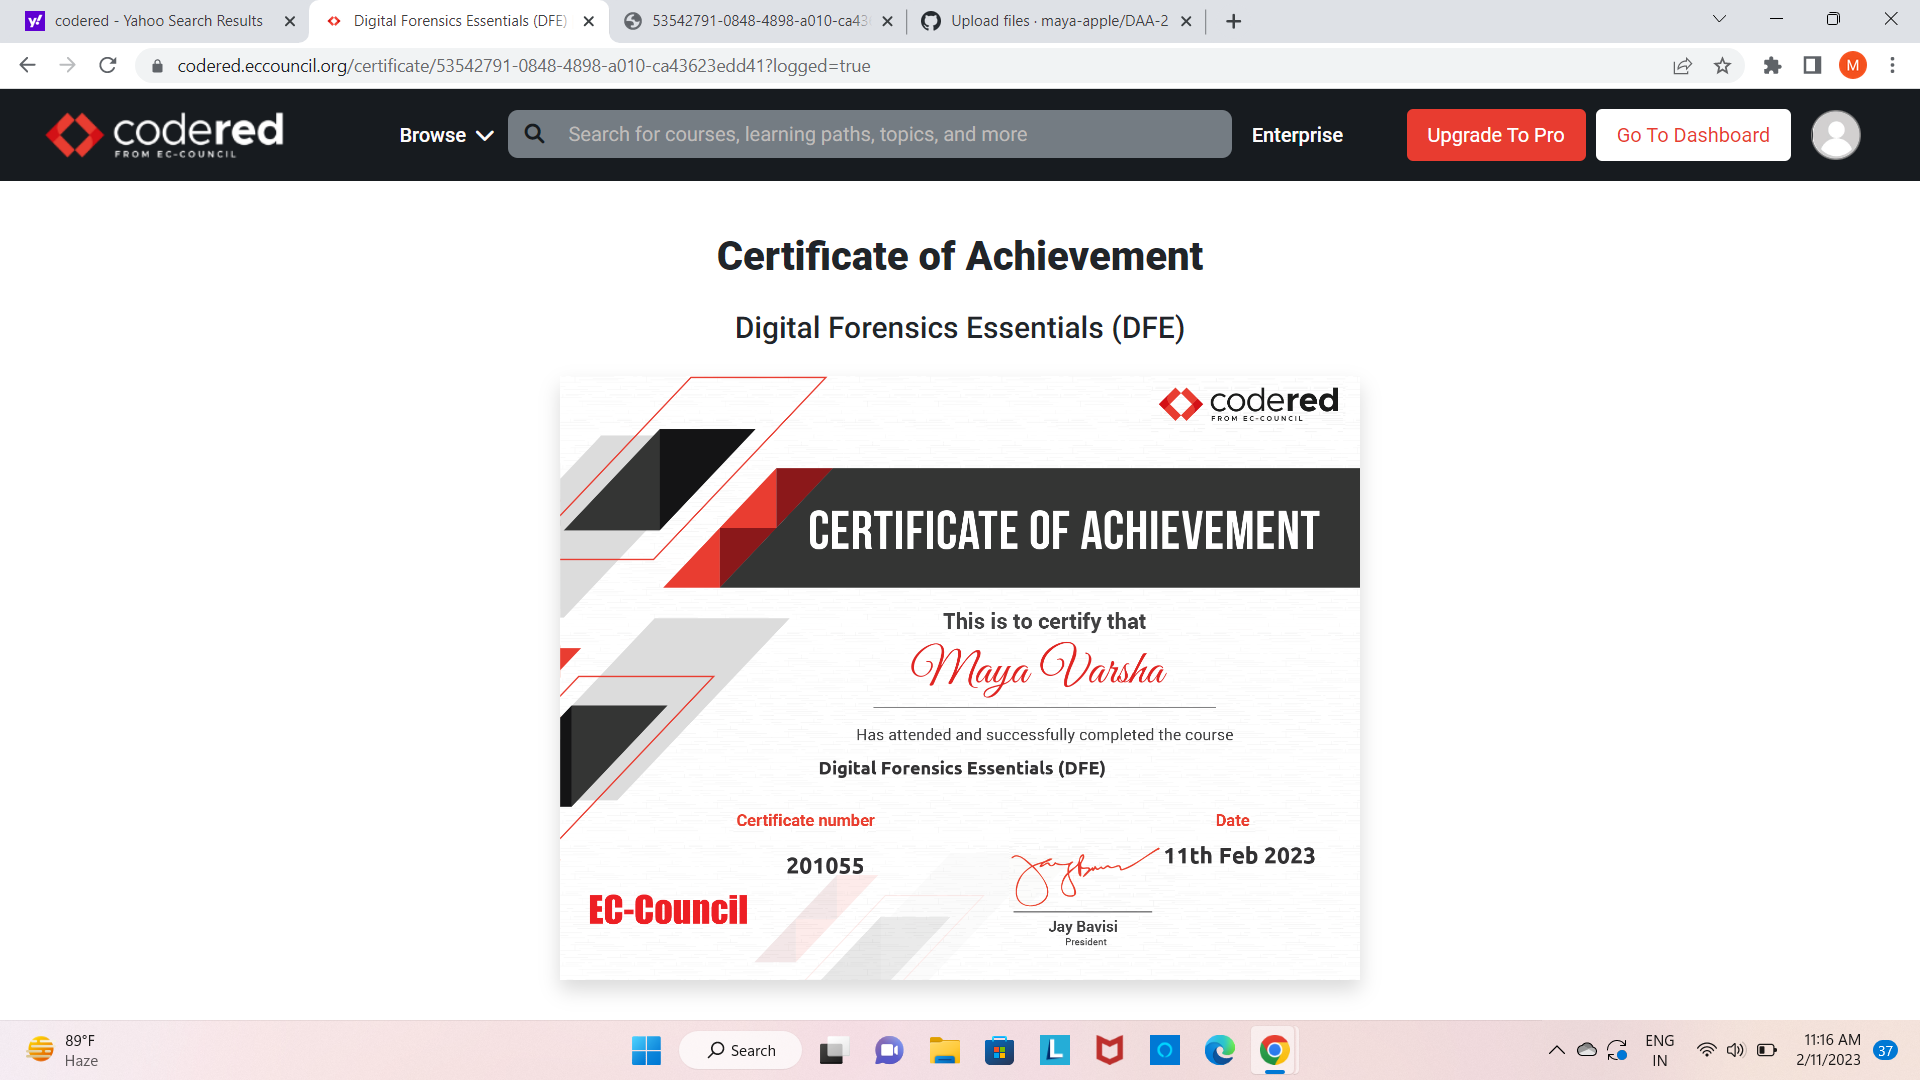 codered - Yahoo Search Results
Digital Forensics Essentials (DFE)
53542791-0848-4898-a010-ca43
Upload files · maya-apple/DAA-2
codered.eccouncil.org/certificate/53542791-0848-4898-a010-ca43623edd41?logged=true
M
codered
FROM EC-COUNCIL
Browse
Search for courses, learning paths, topics, and more
Enterprise
Upgrade To Pro
Go To Dashboard
Certificate of Achievement
Digital Forensics Essentials (DFE)
codered
FROM EC-COUNCIL
CERTIFICATE OF ACHIEVEMENT
This is to certify that
Maya Varsha
Has attended and successfully completed the course
Digital Forensics Essentials (DFE)
Certificate number
Date
201055
11th Feb 2023
EC-Council
Jay Bavisi
President
89°F
Haze
Search
ENG
IN
11:16 AM
2/11/2023
37